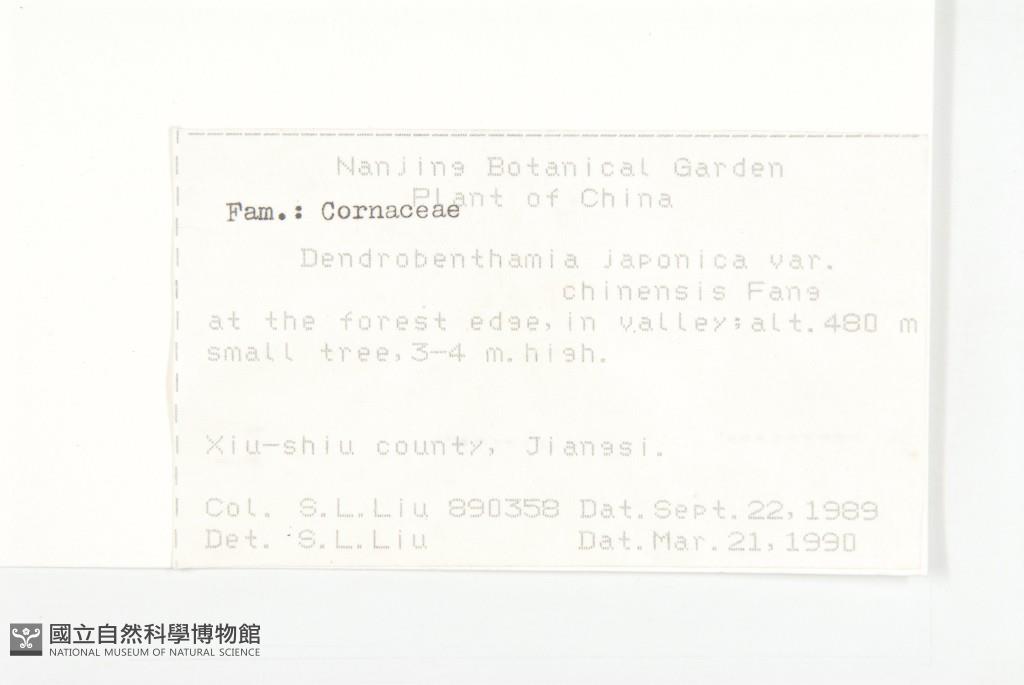 Nanjing Botanical Garden
Plant of China
Fam.: Cornaceae
Dendrobenthamia japonica var.
chinensis Fang
at the forest edge, in valley; alt. 480 m
small tree, 3-4 m. high.
Xiu-shiu county, Jiangsi.
Col. S.L.Liu 890358 Dat. Sept. 22, 1989
Det. S.L.Liu Dat. Mar. 21, 1990
國立自然科學博物館
NATIONAL MUSEUM OF NATURAL SCIENCE